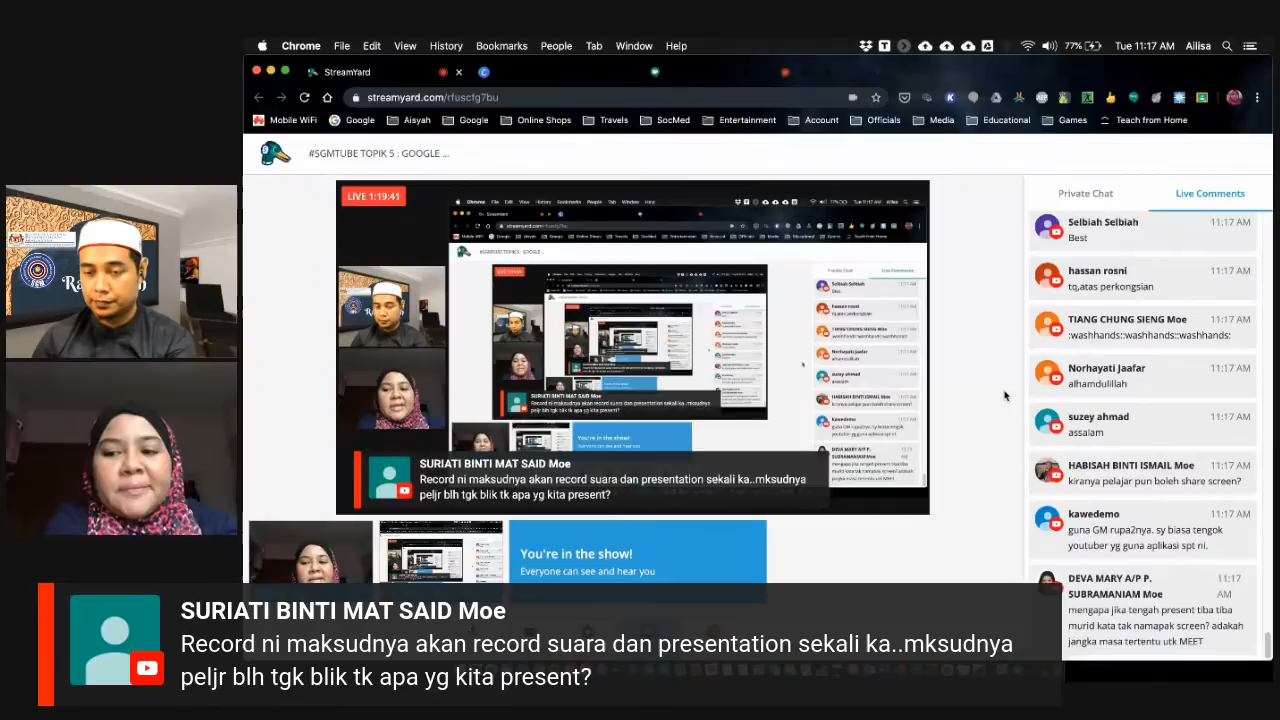 Chrome File Edit View History Bookmarks People Tab Window Help
77% Tue 11:17 AM Ailisa
StreamYard
streamyard.com/rfuscfg7bu
Mobile WiFi Google Aisyah Google Online Shops Travels SocMed Entertainment Account Officials Media Educational Games Teach from Home
#SGMTUBE TOPIK 5 : GOOGLE ...
LIVE 1:19:41
SURIATI BINTI MAT SAID Moe
Record ni maksudnya akan record suara dan presentation sekali ka..mksudnya
peljr blh tgk blik tk apa yg kita present?
You're in the show!
Everyone can see and hear you
Private Chat Live Comments
Selbiah Selbiah 11:17 AM
Best
hassan rosni 11:17 AM
tq,atas perkongsian
TIANG CHUNG SIENG Moe 11:17 AM
:washhands::washhands::washhands:
Norhayati Jaafar 11:17 AM
alhandulillah
suzey ahmad 11:17 AM
assalam
HABISAH BINTI ISMAIL Moe 11:17 AM
kiranya pelajar pun boleh share screen?
kawedemo 11:17 AM
youtuber yg guna aplikasi spt ni.
DEVA MARY A/P P. 11:17
SUBRAMANIAM Moe AM
mengapa jika tengah present tiba tiba
murid kata tak namapak screen? adakah
jangka masa tertentu utk MEET
SURIATI BINTI MAT SAID Moe
Record ni maksudnya akan record suara dan presentation sekali ka..mksudnya
peljr blh tgk blik tk apa yg kita present?